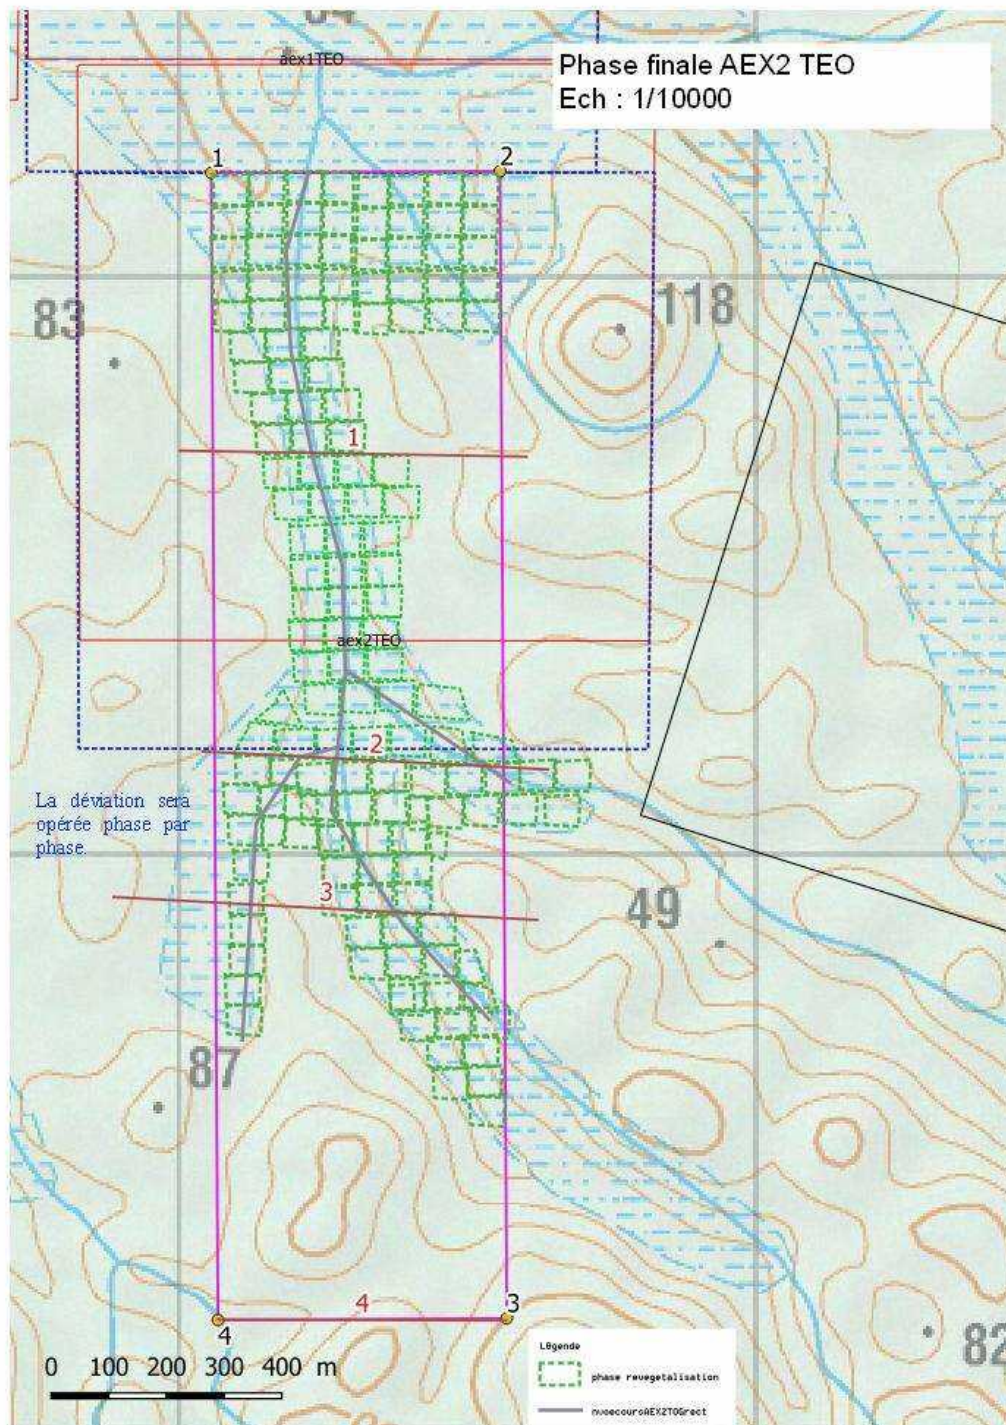 aex1TEO
Phase finale AEX2 TEO
Ech : 1/10000
1
2
83
118
1
aex2TEO
2
La déviation sera
opérée phase par
phase.
3
49
87
4
3
4
82
0 100 200 300 400 m
Légende
phase revegetalisation